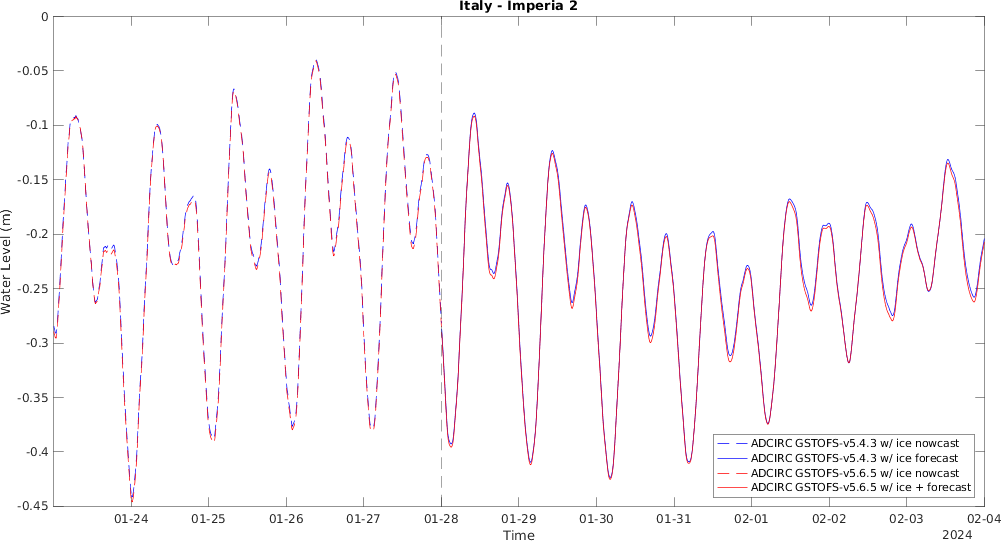 Italy - Imperia 2
Water Level (m)
0
-0.05
-0.1
-0.15
-0.2
-0.25
-0.3
-0.35
-0.4
-0.45
ADCIRC GSTOFS-v5.4.3 w/ ice nowcast
ADCIRC GSTOFS-v5.4.3 w/ ice forecast
ADCIRC GSTOFS-v5.6.5 w/ ice nowcast
ADCIRC GSTOFS-v5.6.5 w/ ice + forecast
01-24 01-25 01-26 01-27 01-28 01-29 01-30 01-31 02-01 02-02 02-03 02-04
Time
2024